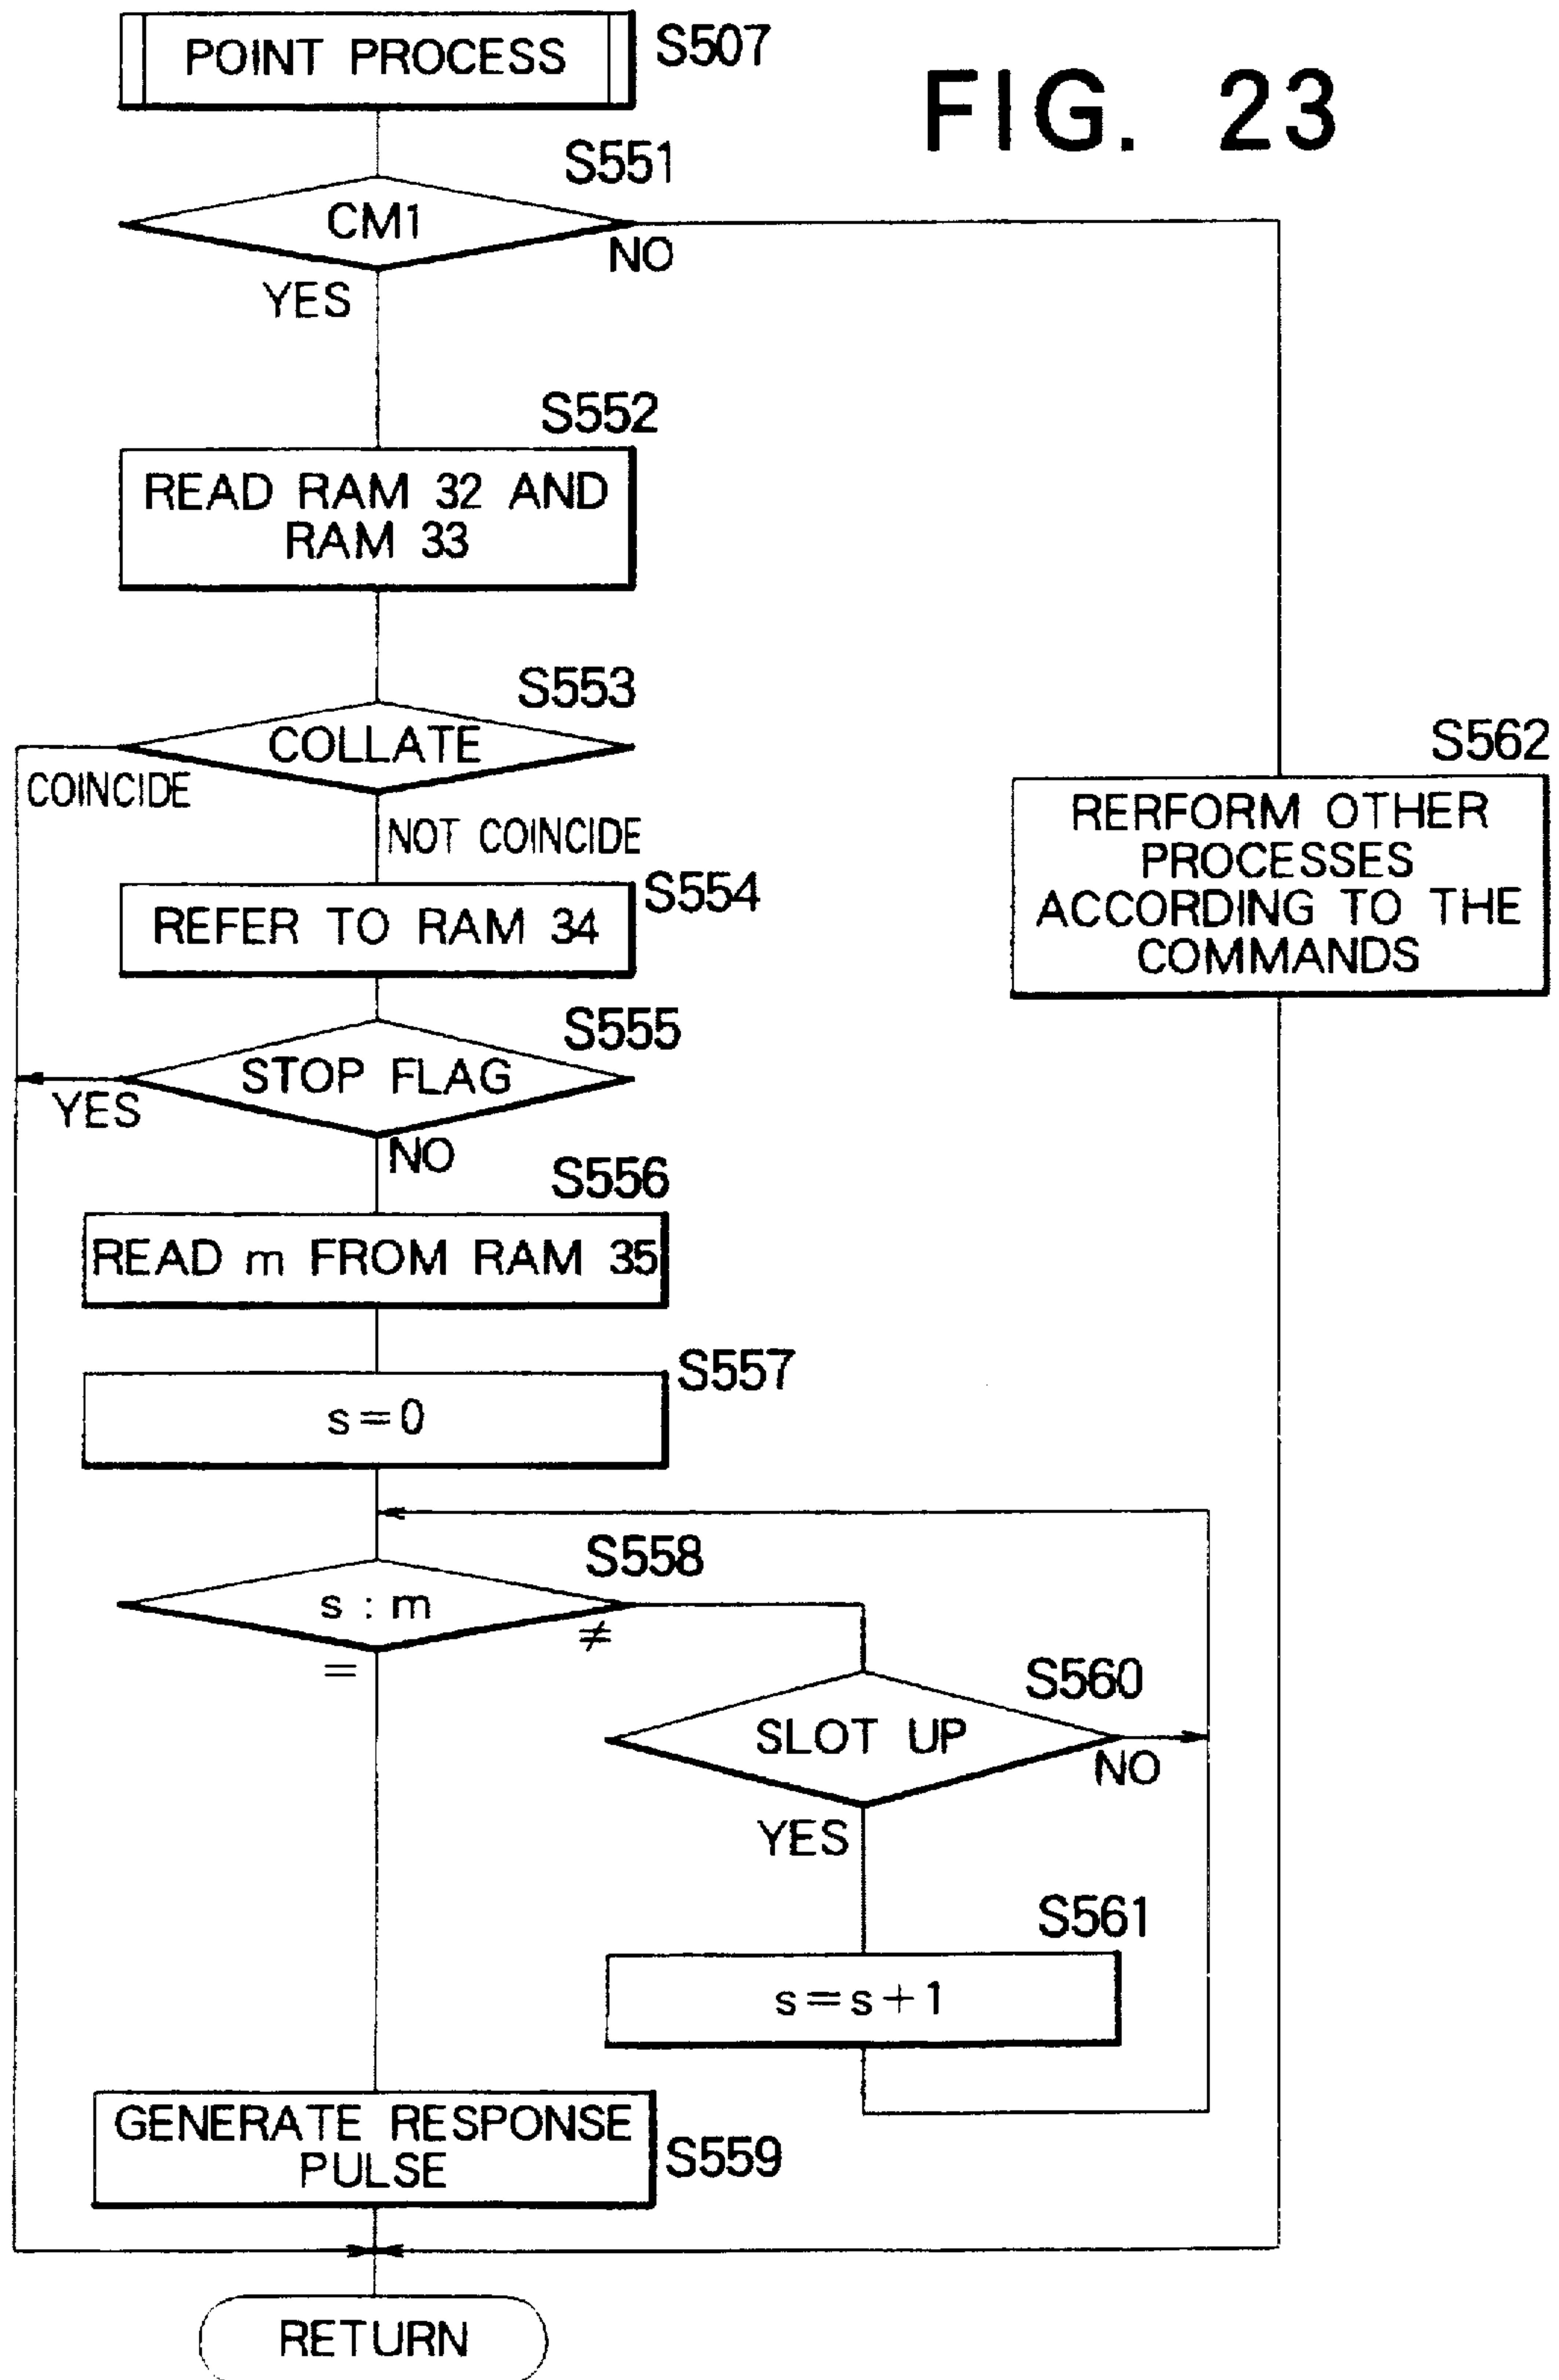 POINT PROCESS
S507
FIG. 23
S551
CM1
NO
YES
S552
READ RAM 32 AND
RAM 33
S553
COLLATE
COINCIDE
NOT COINCIDE
S562
RERFORM OTHER
PROCESSES
ACCORDING TO THE
COMMANDS
S554
REFER TO RAM 34
S555
STOP FLAG
YES
NO
S556
READ m FROM RAM 35
S557
s=0
S558
s : m
≠
=
S560
SLOT UP
NO
YES
S561
s=s+1
GENERATE RESPONSE
PULSE
S559
RETURN